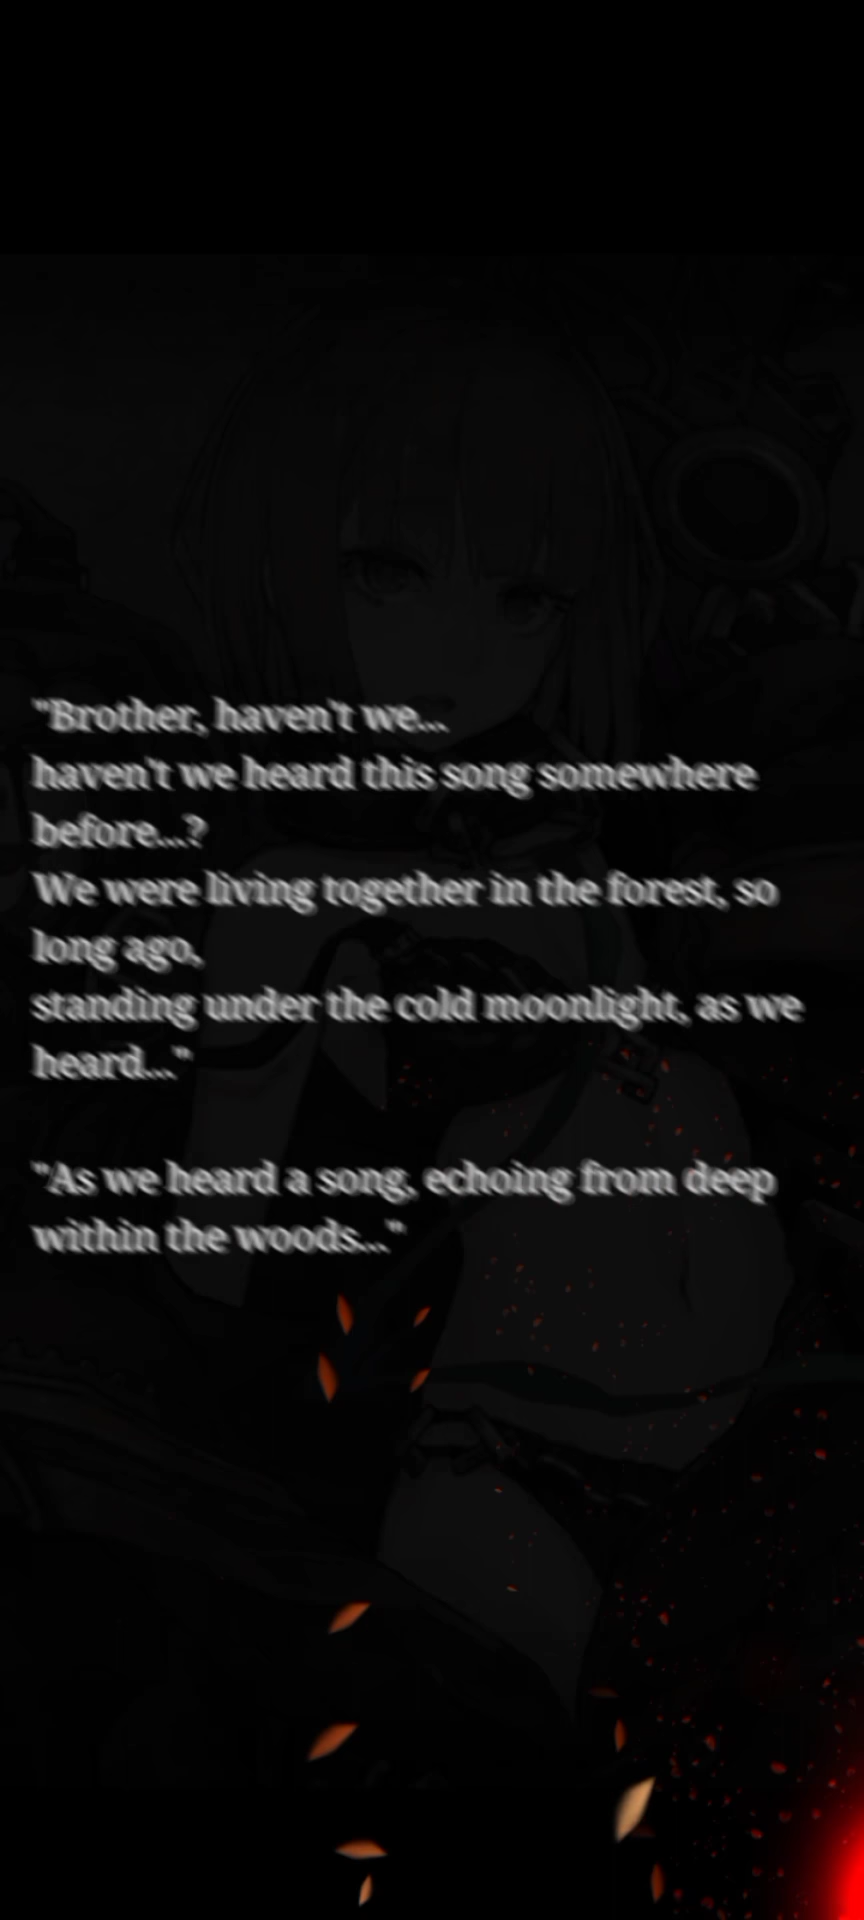 "Brother, haven't we...
haven't we heard this song somewhere
before...?
We were living together in the forest, so
long ago,
standing under the cold moonlight, as we
heard..."
"As we heard a song, echoing from deep
within the woods..."